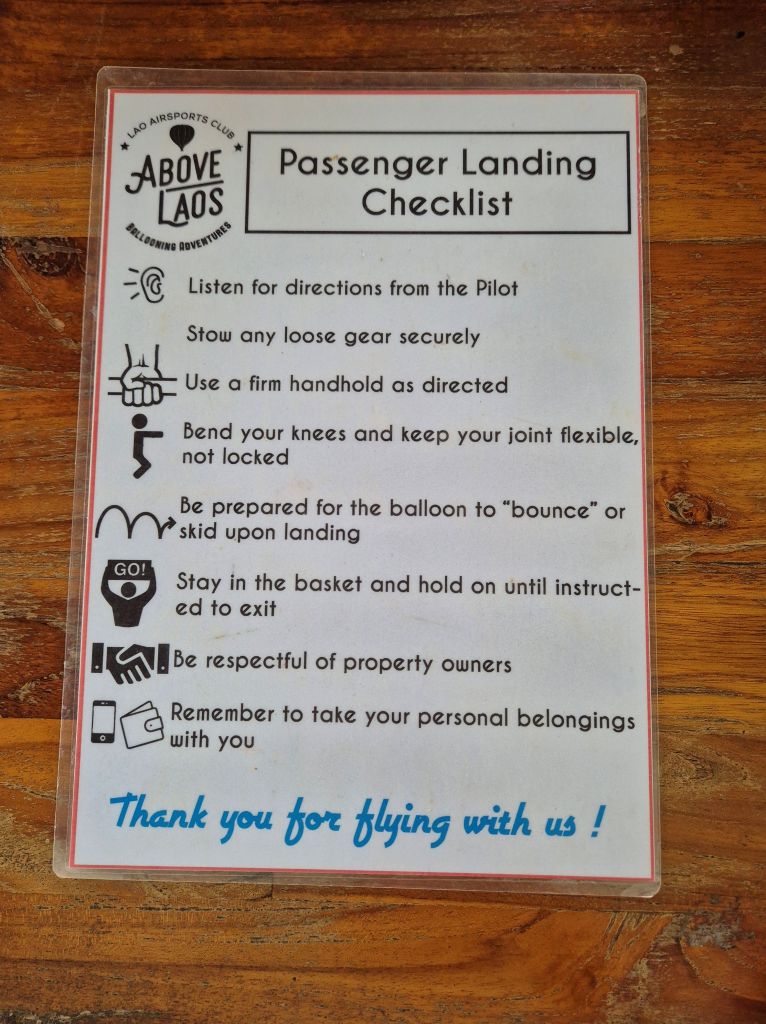 LAO AIRSPORTS CLUB
ABOVE
LAOS
BALLOONING ADVENTURES
Passenger Landing
Checklist
Listen for directions from the Pilot
Stow any loose gear securely
Use a firm handhold as directed
Bend your knees and keep your joint flexible,
not locked
Be prepared for the balloon to “bounce” or
skid upon landing
GO!
Stay in the basket and hold on until instruct-
ed to exit
Be respectful of property owners
Remember to take your personal belongings
with you
Thank you for flying with us !